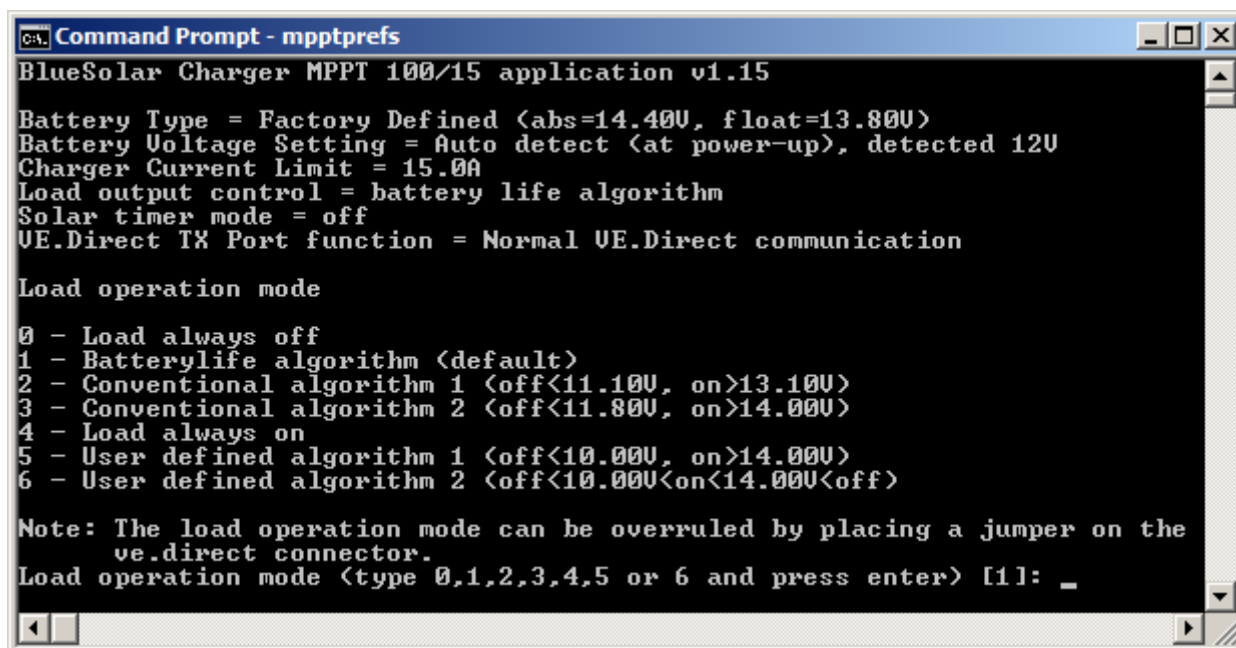 Command Prompt - mpptprefs
BlueSolar Charger MPPT 100/15 application v1.15
Battery Type = Factory Defined (abs=14.40V, float=13.80V)
Battery Voltage Setting = Auto detect (at power-up), detected 12V
Charger Current Limit = 15.0A
Load output control = battery life algorithm
Solar timer mode = off
VE.Direct TX Port function = Normal VE.Direct communication
Load operation mode
0 - Load always off
1 - Batterylife algorithm (default)
2 - Conventional algorithm 1 (off<11.10V, on>13.10V)
3 - Conventional algorithm 2 (off<11.80V, on>14.00V)
4 - Load always on
5 - User defined algorithm 1 (off<10.00V, on>14.00V)
6 - User defined algorithm 2 (off<10.00V<on<14.00V<off)
Note: The load operation mode can be overruled by placing a jumper on the
ve.direct connector.
Load operation mode (type 0,1,2,3,4,5 or 6 and press enter) [1]: _